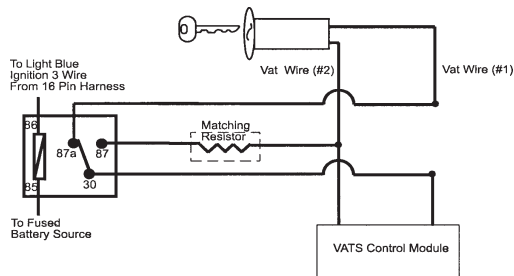 To Light Blue
Ignition 3 Wire
From 16 Pin Harness
Vat Wire (#2)
Vat Wire (#1)
86
87a
87
Matching
Resistor
85
30
To Fused
Battery Source
VATS Control Module